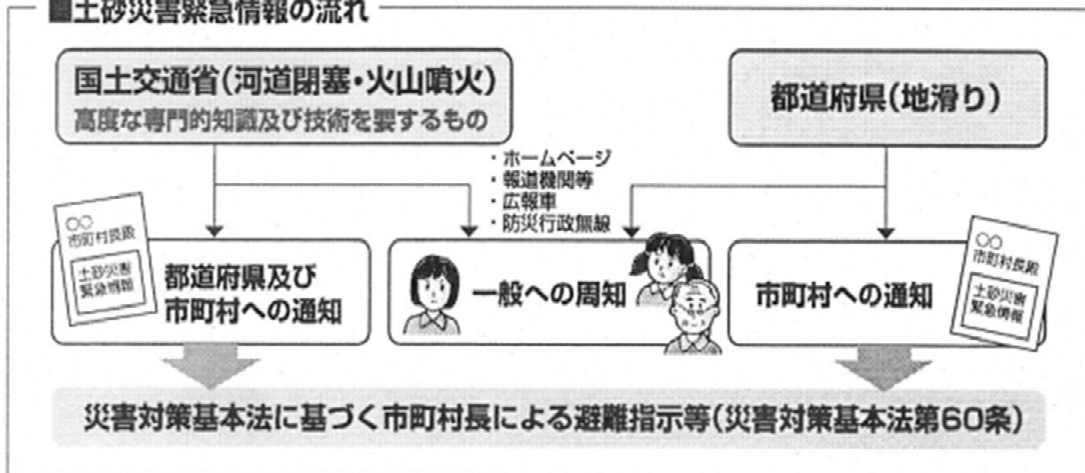 ■土砂災害緊急情報の流れ
国土交通省(河道閉塞・火山噴火)
高度な専門的知識及び技術を要するもの
都道府県(地滑り)
・ホームページ
・報道機関等
・広報車
・防災行政無線
○○
市町村長殿
土砂災害
緊急情報
都道府県及び
市町村への通知
一般への周知
市町村への通知
○○
市町村長殿
土砂災害
緊急情報
災害対策基本法に基づく市町村長による避難指示等(災害対策基本法第60条)